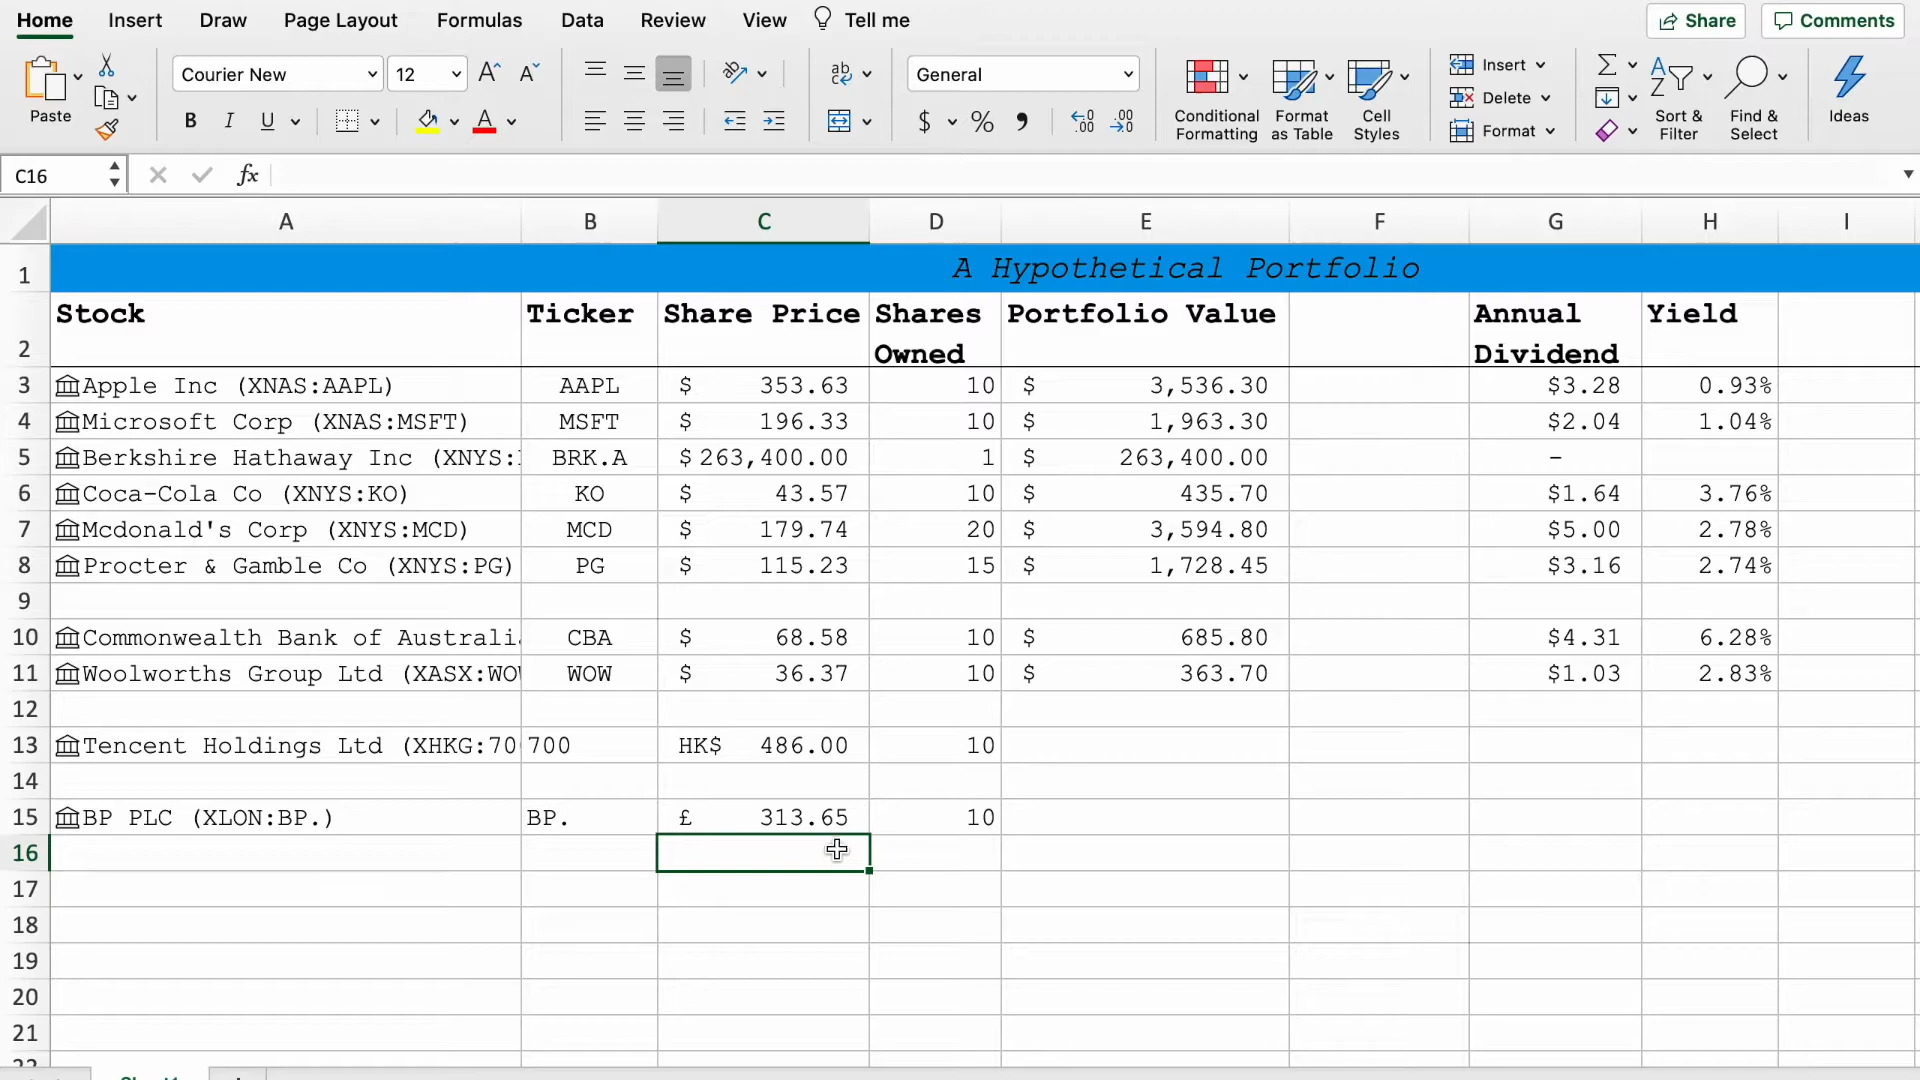 Home Insert Draw Page Layout Formulas Data Review View Tell me Share Comments
Paste Courier New 12 General Insert
B I U $ % Delete
Conditional Formatting Format as Table Cell Styles Format Sort & Filter Find & Select Ideas
C16 fx
A B C D E F G H I
1 A Hypothetical Portfolio
2 Stock Ticker Share Price Shares Owned Portfolio Value Annual Dividend Yield
3 Apple Inc (XNAS:AAPL) AAPL $ 353.63 10 $ 3,536.30 $3.28 0.93%
4 Microsoft Corp (XNAS:MSFT) MSFT $ 196.33 10 $ 1,963.30 $2.04 1.04%
5 Berkshire Hathaway Inc (XNYS: BRK.A $ 263,400.00 1 $ 263,400.00 -
6 Coca-Cola Co (XNYS:KO) KO $ 43.57 10 $ 435.70 $1.64 3.76%
7 Mcdonald's Corp (XNYS:MCD) MCD $ 179.74 20 $ 3,594.80 $5.00 2.78%
8 Procter & Gamble Co (XNYS:PG) PG $ 115.23 15 $ 1,728.45 $3.16 2.74%
9
10 Commonwealth Bank of Australi CBA $ 68.58 10 $ 685.80 $4.31 6.28%
11 Woolworths Group Ltd (XASX:WO WOW $ 36.37 10 $ 363.70 $1.03 2.83%
12
13 Tencent Holdings Ltd (XHKG:70 700 HK$ 486.00 10
14
15 BP PLC (XLON:BP.) BP. £ 313.65 10
16
17
18
19
20
21